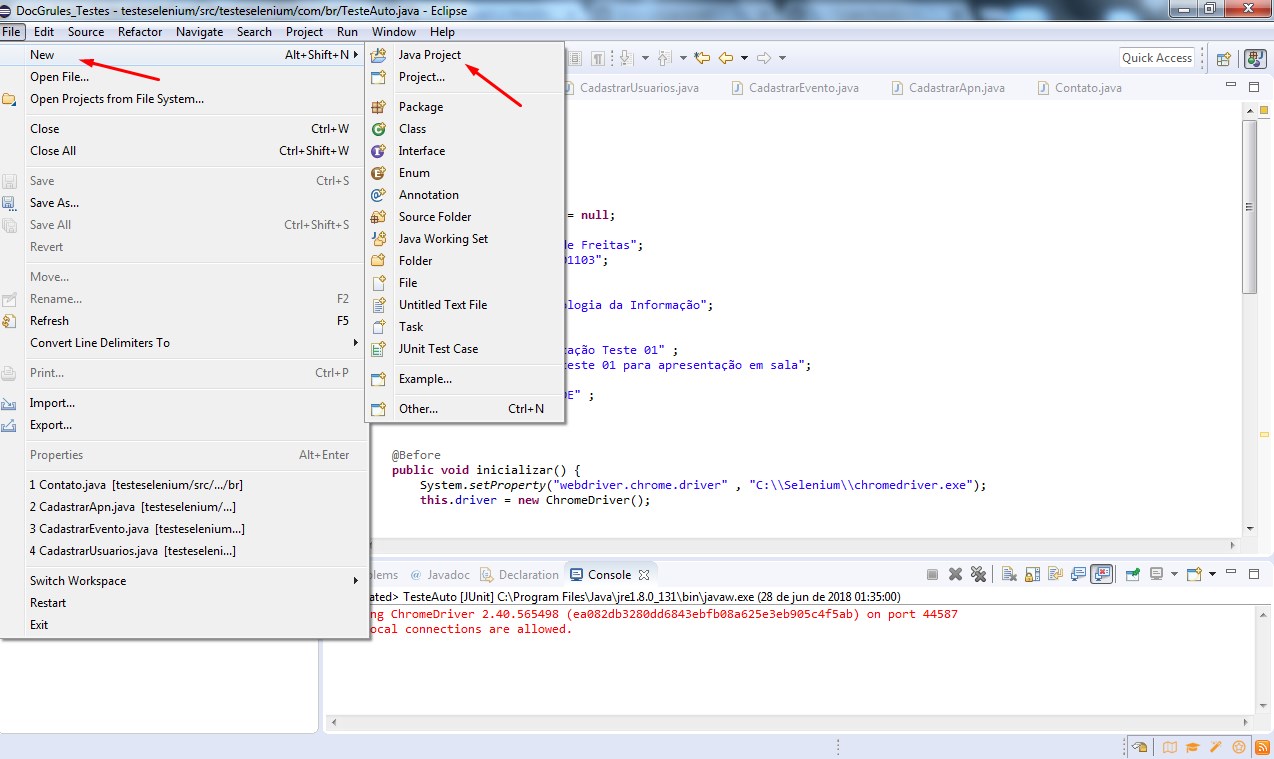 DocGrules_Testes - testeselenium/src/testeselenium/com/br/TesteAuto.java - Eclipse
File Edit Source Refactor Navigate Search Project Run Window Help
New Alt+Shift+N
Open File...
Open Projects from File System...
Close Ctrl+W
Close All Ctrl+Shift+W
Save Ctrl+S
Save As...
Save All Ctrl+Shift+S
Revert
Move...
Rename... F2
Refresh F5
Convert Line Delimiters To
Print... Ctrl+P
Import...
Export...
Properties Alt+Enter
1 Contato.java [testeselenium/src/.../br]
2 CadastrarApn.java [testeselenium/...]
3 CadastrarEvento.java [testeselenium...]
4 CadastrarUsuarios.java [testeseleni...]
Switch Workspace
Restart
Exit
Java Project
Project...
Package
Class
Interface
Enum
Annotation
Source Folder
Java Working Set
Folder
File
Untitled Text File
Task
JUnit Test Case
Example...
Other... Ctrl+N
Quick Access
CadastrarUsuarios.java CadastrarEvento.java CadastrarApn.java Contato.java
= null;
de Freitas";
01103";
ologia da Informação";
tação Teste 01" ;
teste 01 para apresentação em sala";
DE" ;
@Before
public void inicializar() {
System.setProperty("webdriver.chrome.driver" , "C:\\Selenium\\chromedriver.exe");
this.driver = new ChromeDriver();
blems Javadoc Declaration Console
ated> TesteAuto [JUnit] C:\Program Files\Java\jre1.8.0_131\bin\javaw.exe (28 de jun de 2018 01:35:00)
ng ChromeDriver 2.40.565498 (ea082db3280dd6843ebfb08a625e3eb905c4f5ab) on port 44587
ocal connections are allowed.